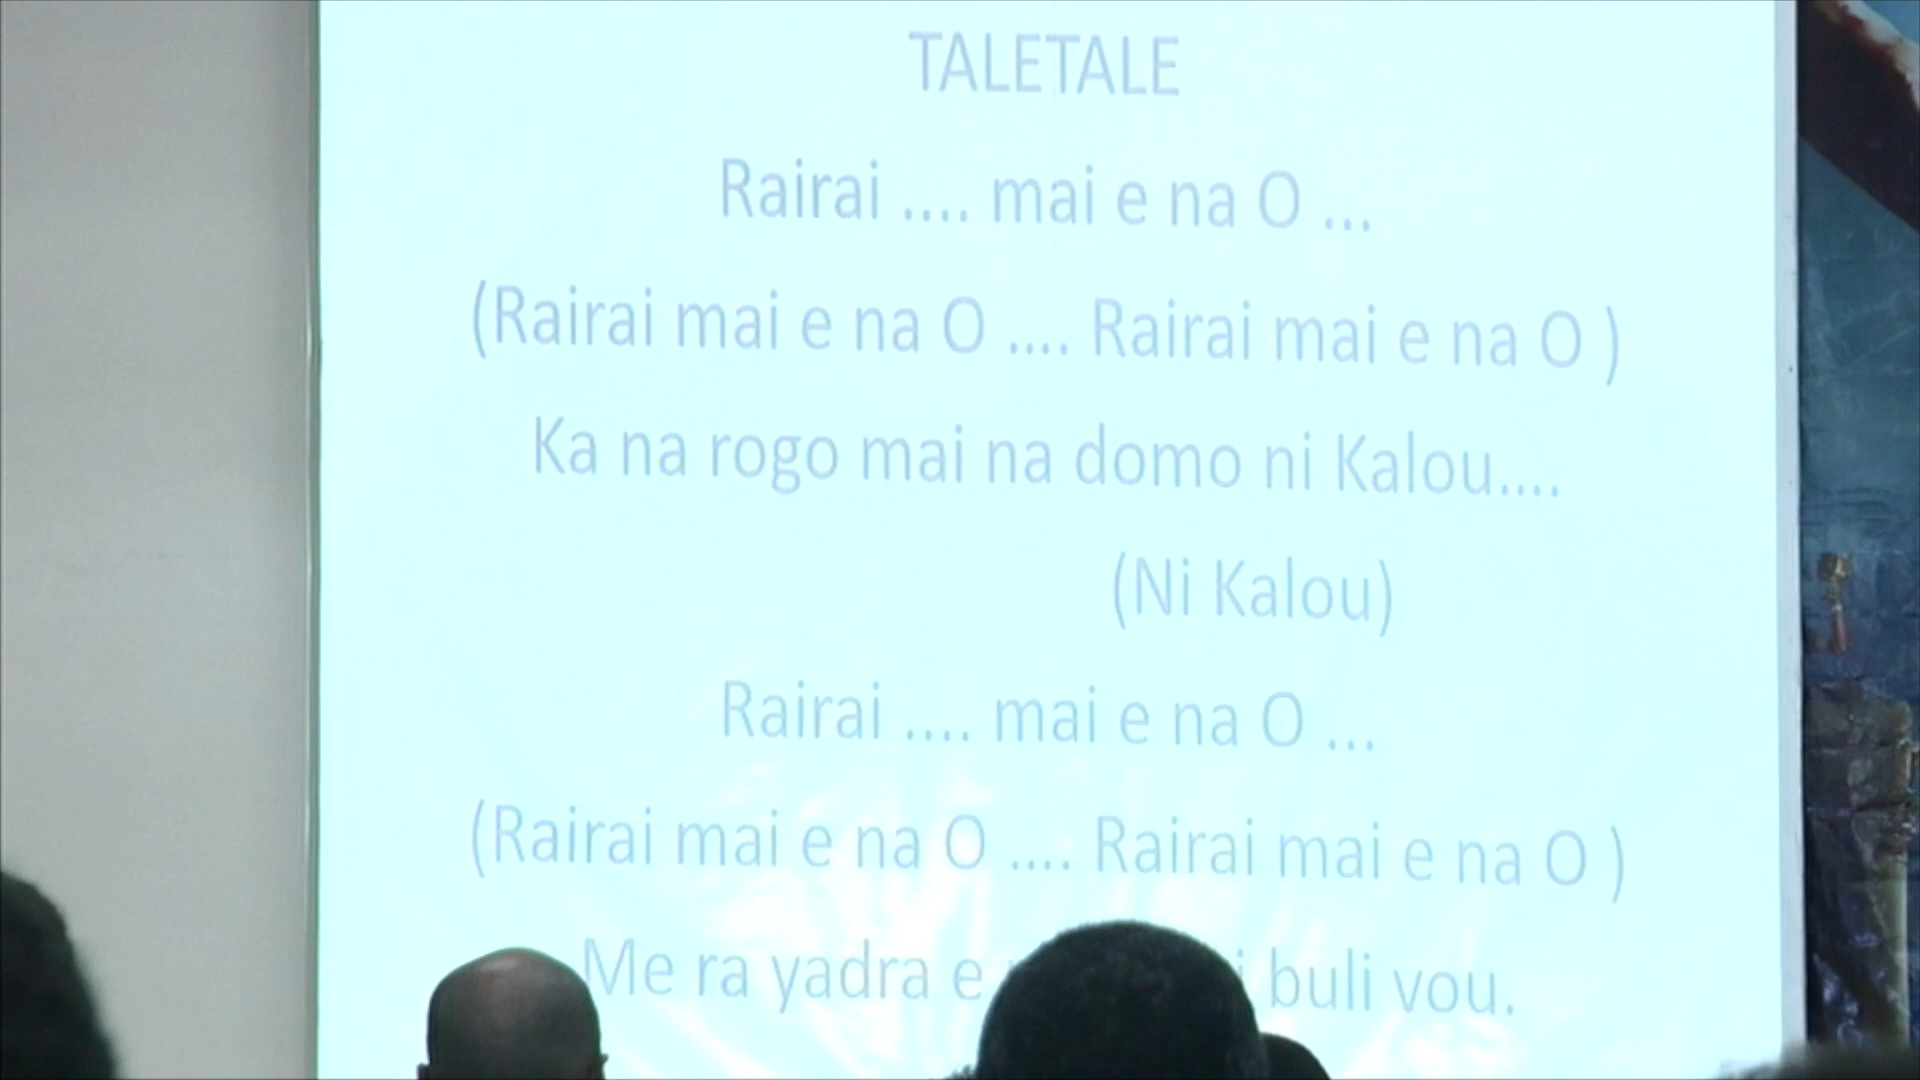 TALETALE
Rairai .... mai e na O ...
(Rairai mai e na O .... Rairai mai e na O )
Ka na rogo mai na domo ni Kalou....
(Ni Kalou)
Rairai .... mai e na O ...
(Rairai mai e na O .... Rairai mai e na O )
Me ra yadra e buli vou.